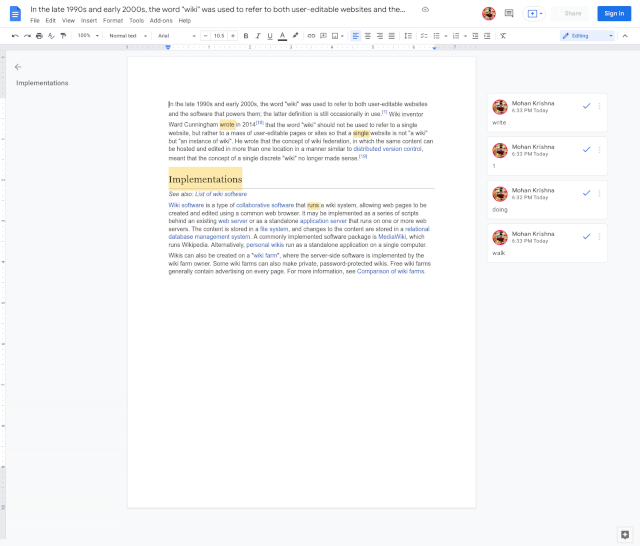 In the late 1990s and early 2000s, the word "wiki" was used to refer to both user-editable websites and the...
File Edit View Insert Format Tools Add-ons Help
Share
Sign in
100%
Normal text
Arial
10.5
Editing
Implementations
In the late 1990s and early 2000s, the word "wiki" was used to refer to both user-editable websites
and the software that powers them; the latter definition is still occasionally in use.[1] Wiki inventor
Ward Cunningham wrote in 2014[18] that the word "wiki" should not be used to refer to a single
website, but rather to a mass of user-editable pages or sites so that a single website is not "a wiki"
but "an instance of wiki". He wrote that the concept of wiki federation, in which the same content can
be hosted and edited in more than one location in a manner similar to distributed version control,
meant that the concept of a single discrete "wiki" no longer made sense.[19]
Implementations
See also: List of wiki software
Wiki software is a type of collaborative software that runs a wiki system, allowing web pages to be
created and edited using a common web browser. It may be implemented as a series of scripts
behind an existing web server or as a standalone application server that runs on one or more web
servers. The content is stored in a file system, and changes to the content are stored in a relational
database management system. A commonly implemented software package is MediaWiki, which
runs Wikipedia. Alternatively, personal wikis run as a standalone application on a single computer.
Wikis can also be created on a "wiki farm", where the server-side software is implemented by the
wiki farm owner. Some wiki farms can also make private, password-protected wikis. Free wiki farms
generally contain advertising on every page. For more information, see Comparison of wiki farms.
Mohan Krishna
6:33 PM Today
write
Mohan Krishna
6:33 PM Today
1
Mohan Krishna
6:32 PM Today
doing
Mohan Krishna
6:33 PM Today
walk